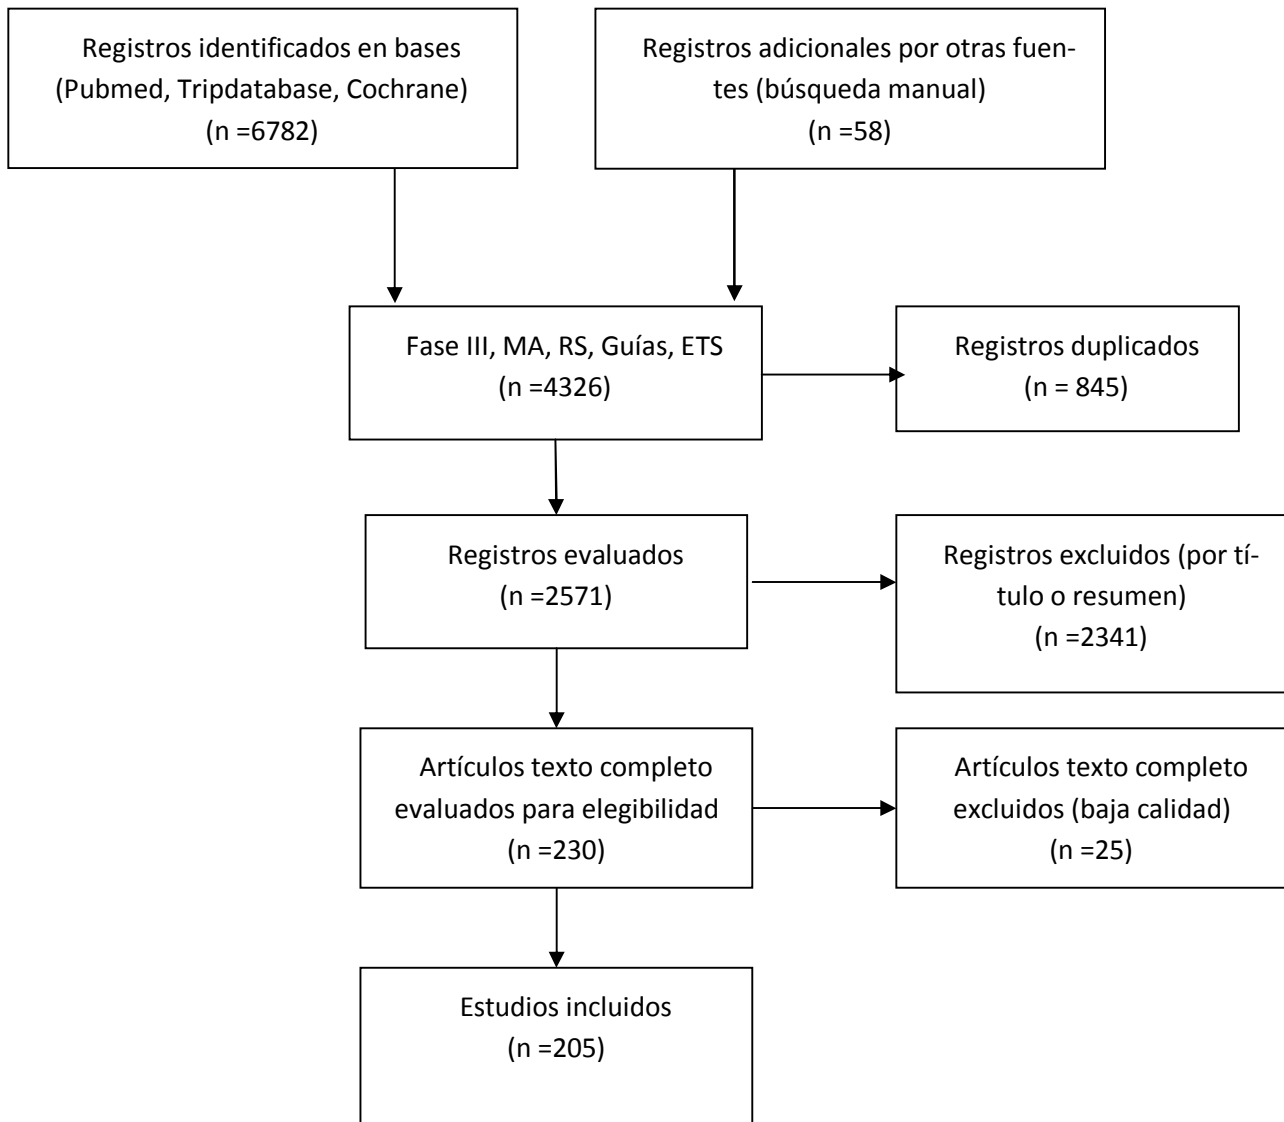 Registros identificados en bases
(Pubmed, Tripdatabase, Cochrane)
(n =6782)
Registros adicionales por otras fuen-
tes (búsqueda manual)
(n =58)
Fase III, MA, RS, Guías, ETS
(n =4326)
Registros duplicados
(n = 845)
Registros evaluados
(n =2571)
Registros excluidos (por tí-
tulo o resumen)
(n =2341)
Artículos texto completo
evaluados para elegibilidad
(n =230)
Artículos texto completo
excluidos (baja calidad)
(n =25)
Estudios incluidos
(n =205)